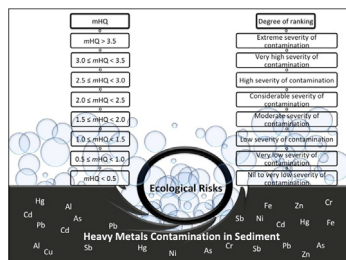 mHQ
Degree of ranking
mHQ > 3.5
Extreme severity of
contamination
3.0 ≤ mHQ < 3.5
Very high severity of
contamination
2.5 ≤ mHQ < 3.0
High severity of contamination
2.0 ≤ mHQ < 2.5
Considerable severity of
contamination
1.5 ≤ mHQ < 2.0
Moderate severity of
contamination
1.0 ≤ mHQ < 1.5
Low severity of contamination
0.5 ≤ mHQ < 1.0
Very low severity of
contamination
mHQ < 0.5
Nil to very low severity of
contamination
Ecological Risks
Hg
Al
Cd
As
Pb
Pb
Cd
Al
Cu
Sb
Hg
Ni
As
Cr
Sb
Ni
Cd
Sb
Fe
Zn
Cr
Hg
Fe
Pb
As
Zn
Heavy Metals Contamination in Sediment